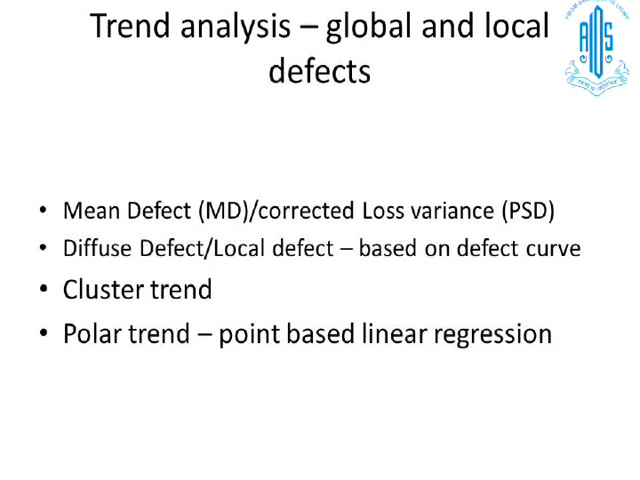 Trend analysis – global and local
defects
AIOS
• Mean Defect (MD)/corrected Loss variance (PSD)
• Diffuse Defect/Local defect – based on defect curve
• Cluster trend
• Polar trend – point based linear regression